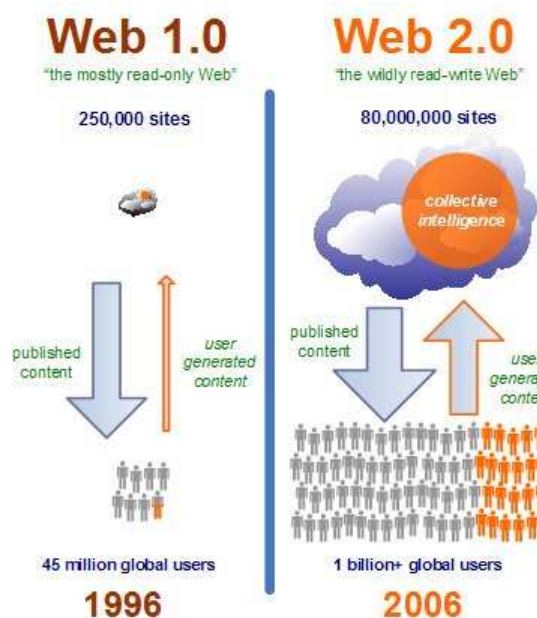 Web 1.0
"the mostly read-only Web"
250,000 sites
published
content
user
generated
content
45 million global users
1996
Web 2.0
"the wildly read-write Web"
80,000,000 sites
collective
intelligence
published
content
1 billion+ global users
2006